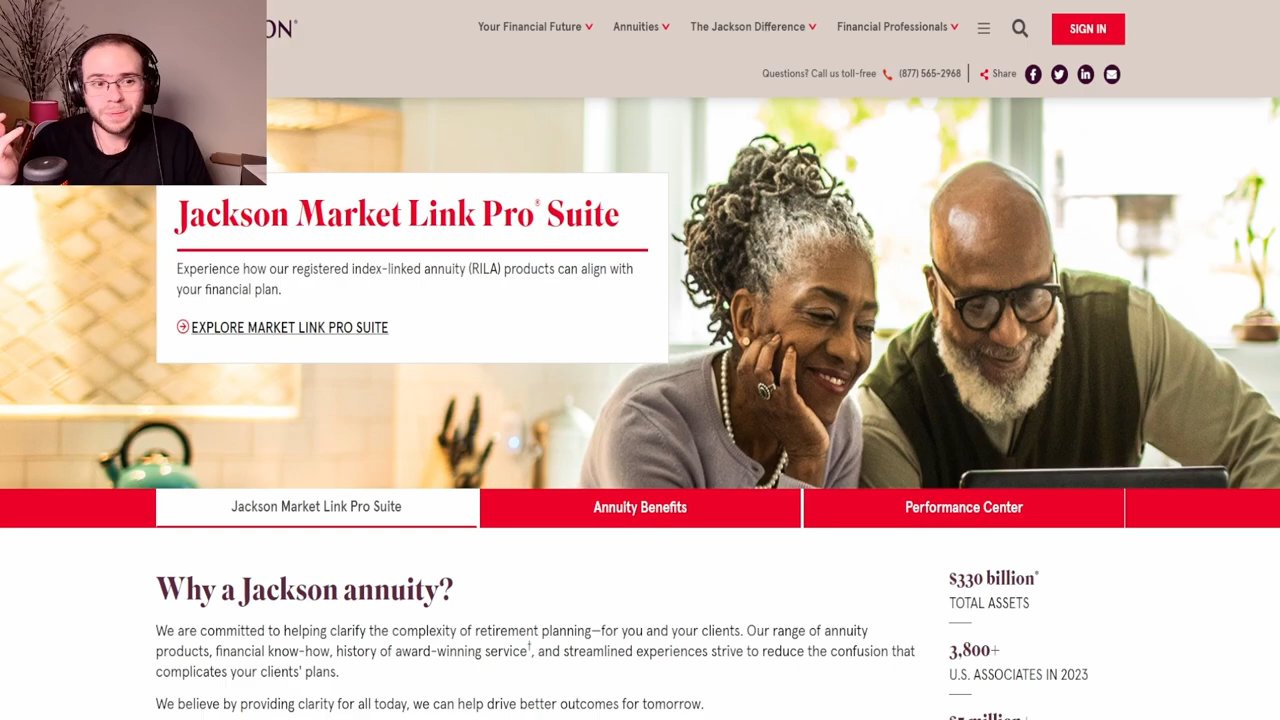 ON®
Your Financial Future
Annuities
The Jackson Difference
Financial Professionals
SIGN IN
Questions? Call us toll-free
(877) 565-2968
Share
Jackson Market Link Pro® Suite
Experience how our registered index-linked annuity (RILA) products can align with
your financial plan.
EXPLORE MARKET LINK PRO SUITE
Jackson Market Link Pro Suite
Annuity Benefits
Performance Center
Why a Jackson annuity?
We are committed to helping clarify the complexity of retirement planning—for you and your clients. Our range of annuity
products, financial know-how, history of award-winning service†, and streamlined experiences strive to reduce the confusion that
complicates your clients' plans.
We believe by providing clarity for all today, we can help drive better outcomes for tomorrow.
$330 billion*
TOTAL ASSETS
3,800+
U.S. ASSOCIATES IN 2023